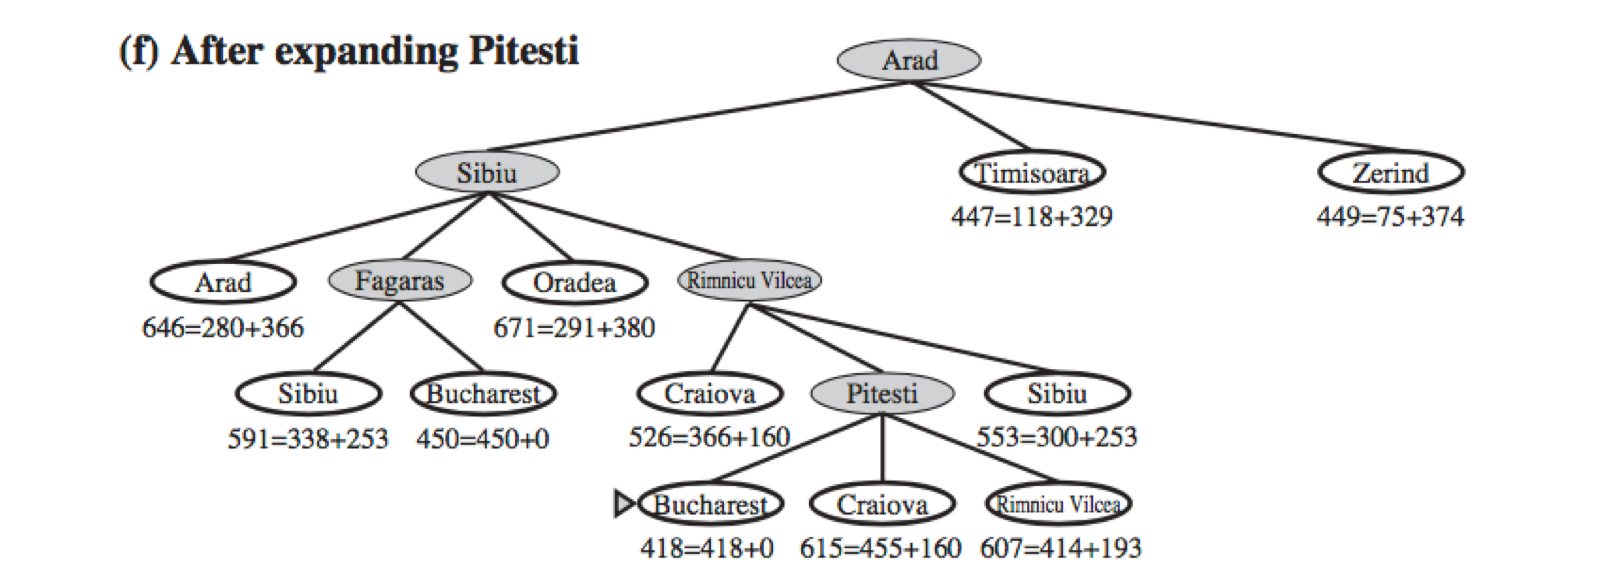 (f) After expanding Pitesti
Arad
Sibiu
Timisoara
Zerind
447=118+329
449=75+374
Arad
Fagaras
Oradea
Rimnicu Vilcea
646=280+366
671=291+380
Sibiu
Bucharest
Craiova
Pitesti
Sibiu
591=338+253
450=450+0
526=366+160
553=300+253
Bucharest
Craiova
Rimnicu Vilcea
418=418+0
615=455+160
607=414+193